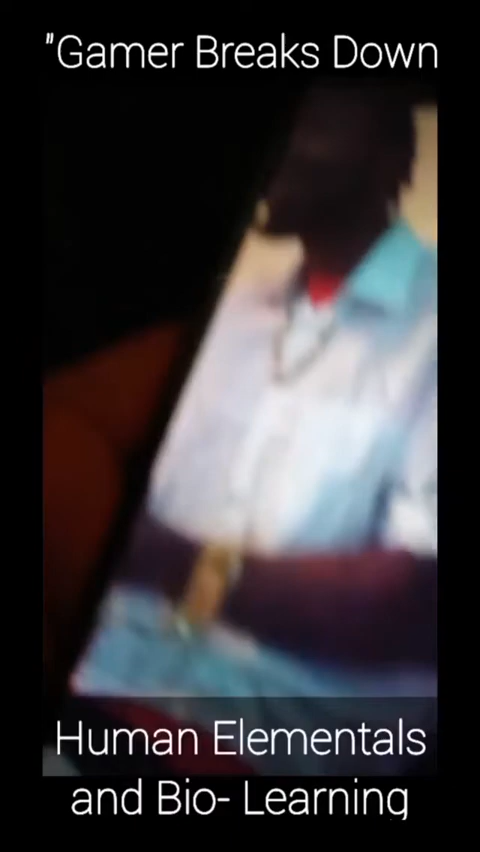 "Gamer Breaks Down
Human Elementals
and Bio- Learning